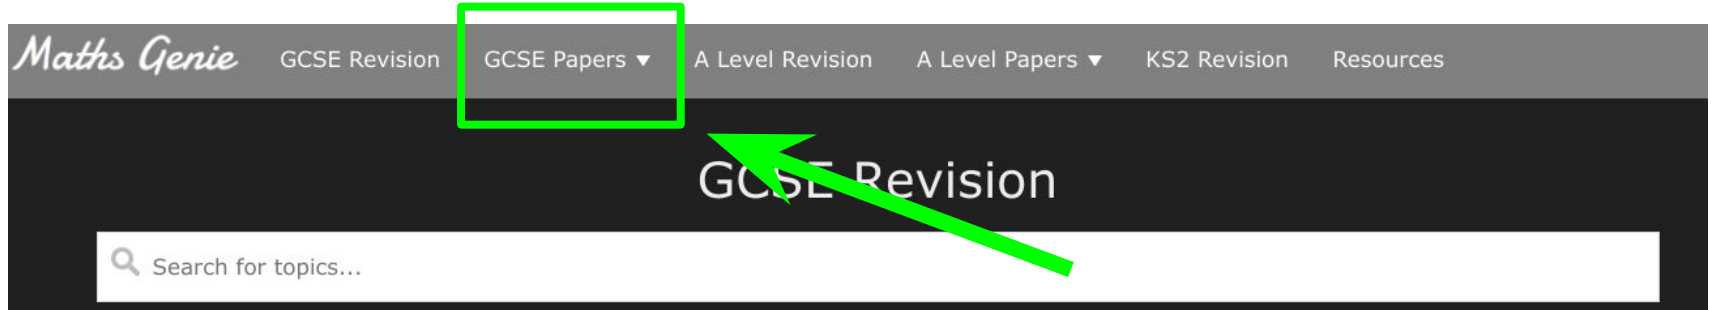 Maths Genie GCSE Revision GCSE Papers ▼ A Level Revision A Level Papers ▼ KS2 Revision Resources
GCSE Revision
Search for topics...